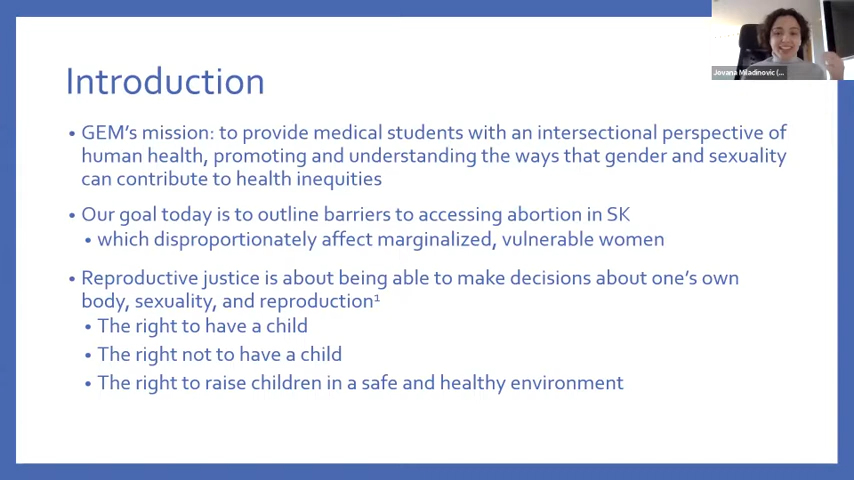 Jovana Mladinovic (...
Introduction
• GEM's mission: to provide medical students with an intersectional perspective of
human health, promoting and understanding the ways that gender and sexuality
can contribute to health inequities
• Our goal today is to outline barriers to accessing abortion in SK
• which disproportionately affect marginalized, vulnerable women
• Reproductive justice is about being able to make decisions about one's own
body, sexuality, and reproduction¹
• The right to have a child
• The right not to have a child
• The right to raise children in a safe and healthy environment